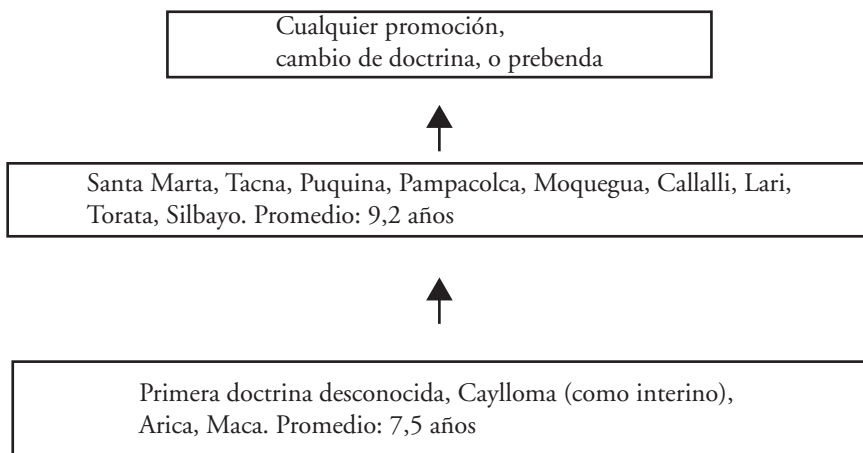 Cualquier promoción,
cambio de doctrina, o prebenda
Santa Marta, Tacna, Puquina, Pampacolca, Moquegua, Callalli, Lari,
Torata, Silbayo. Promedio: 9,2 años
Primera doctrina desconocida, Caylloma (como interino),
Arica, Maca. Promedio: 7,5 años